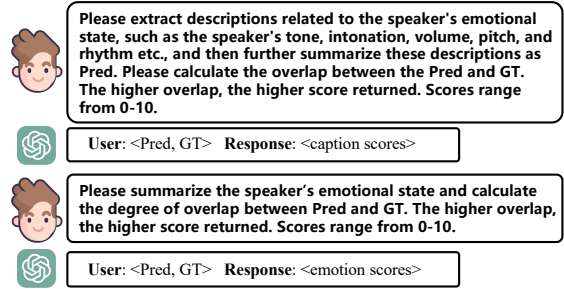 Please extract descriptions related to the speaker's emotional
state, such as the speaker's tone, intonation, volume, pitch, and
rhythm etc., and then further summarize these descriptions as
Pred. Please calculate the overlap between the Pred and GT.
The higher overlap, the higher score returned. Scores range
from 0-10.
User: <Pred, GT> Response: <caption scores>
Please summarize the speaker’s emotional state and calculate
the degree of overlap between Pred and GT. The higher overlap,
the higher score returned. Scores range from 0-10.
User: <Pred, GT> Response: <emotion scores>